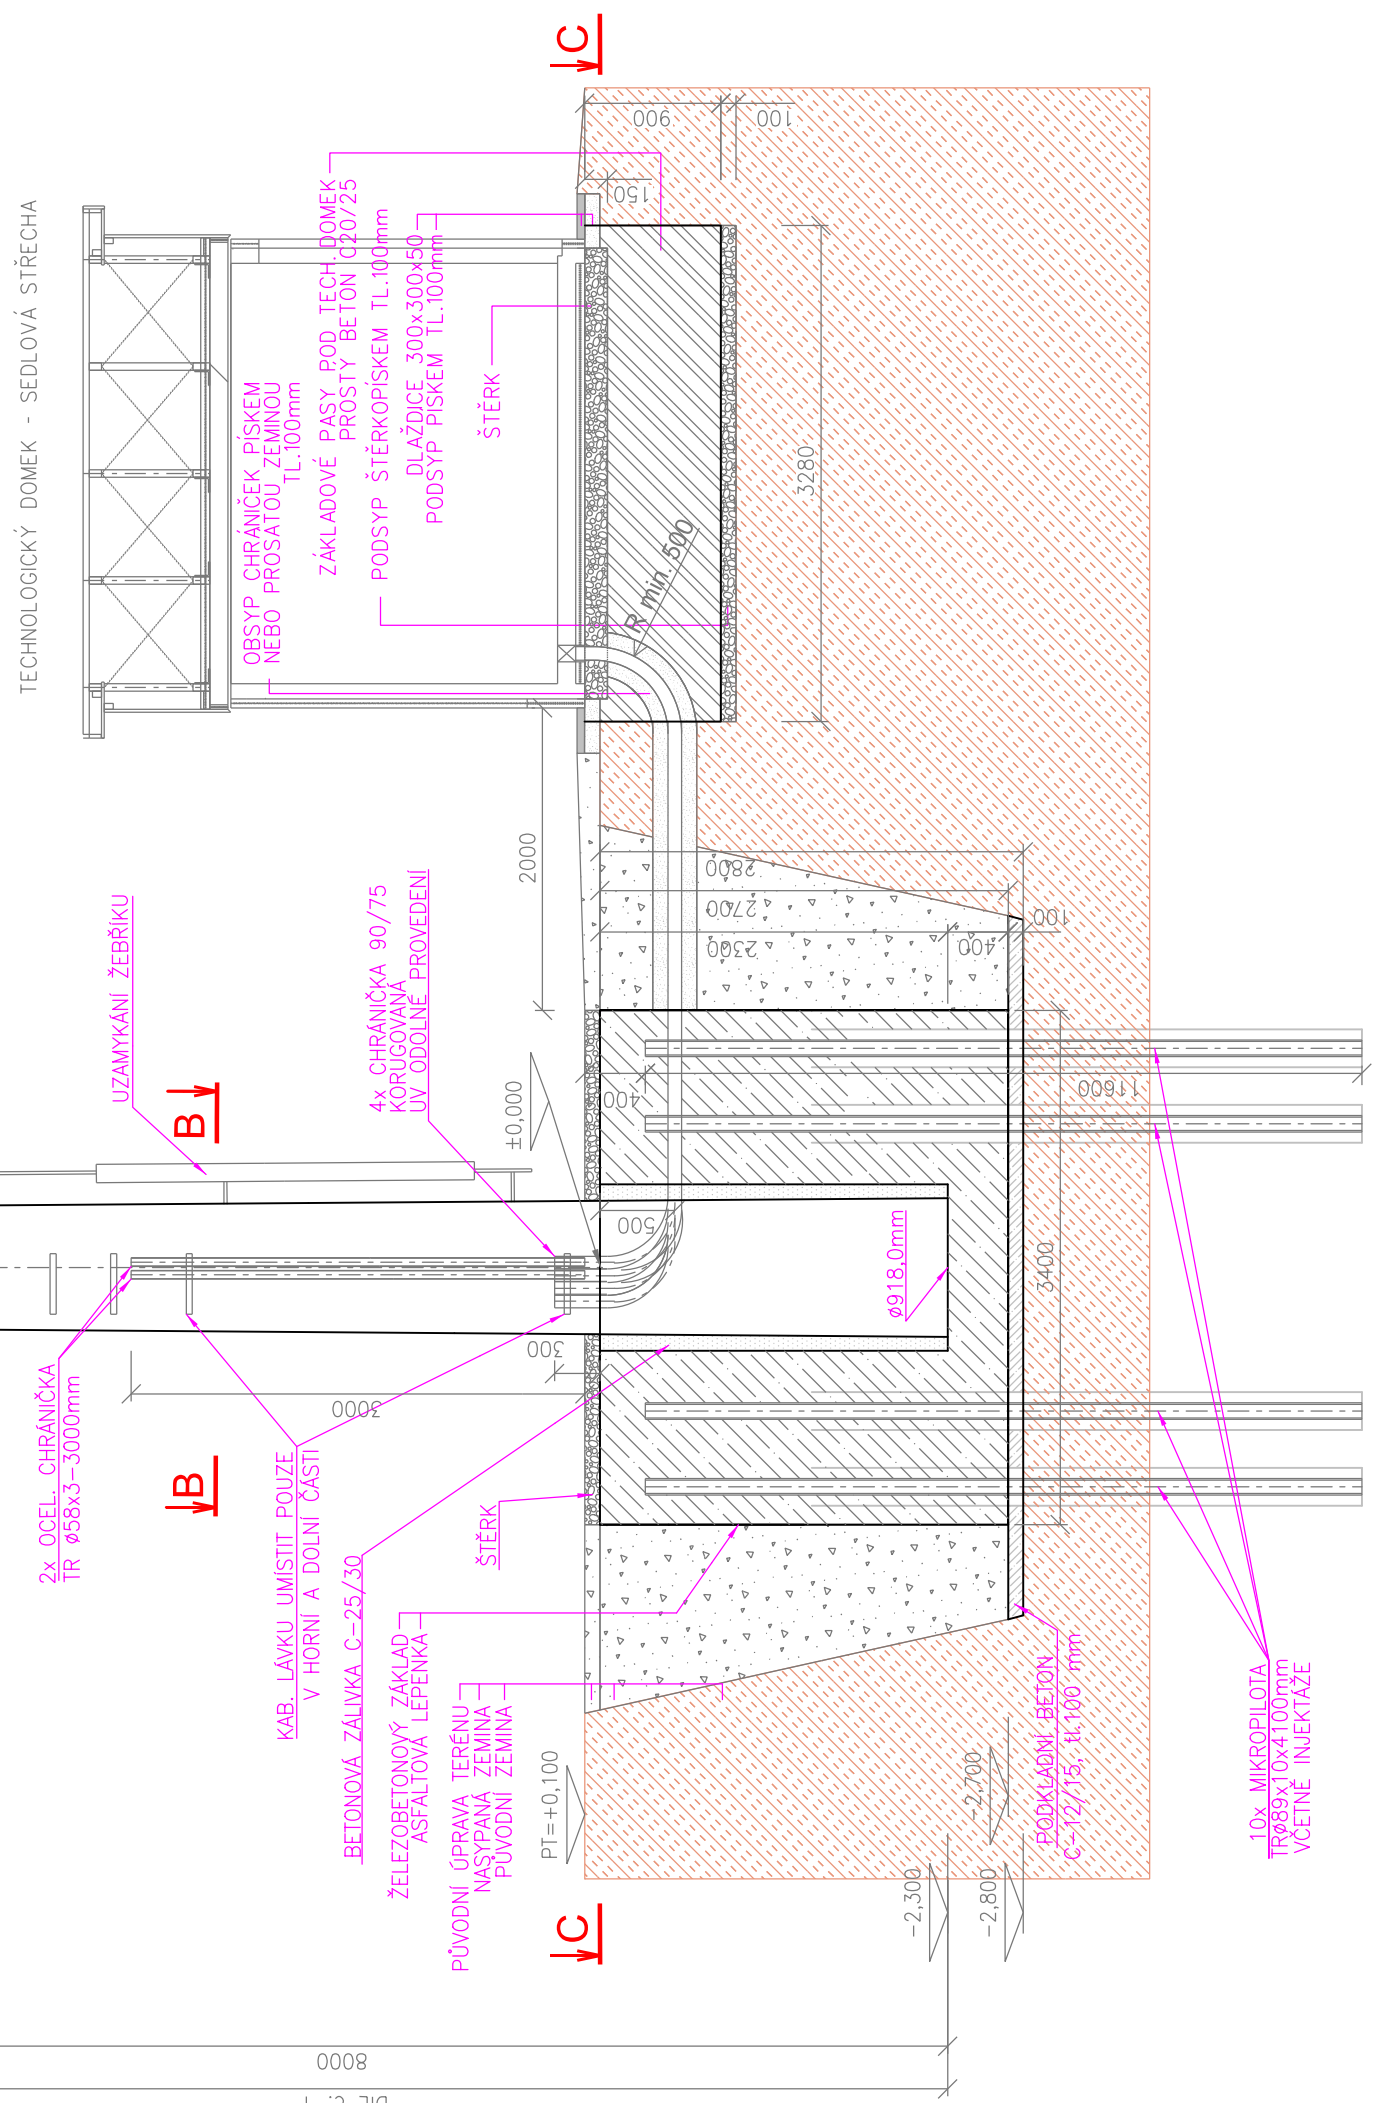 TECHNOLOGICKÝ DOMEK - SEDLOVÁ STŘECHA
C
900
100
150
OBSYP CHRÁNIČEK PÍSKEM
NEBO PROSÁTOU ZEMINOU
TL.100mm
ZÁKLADOVÉ PASY POD TECH. DOMEK
PROSTY BETON C20/25
PODSYP ŠTĚRKOPÍSKEM TL.100mm
DLAŽDICE 300x300x50
PODSYP PÍSKEM TL.100mm
ŠTĚRK
R min. 500
3280
2000
UZAMYKÁNÍ ŽEBŘÍKU
B
4x CHRÁNIČKA 90/75
KORUGOVANÁ
UV ODOLNÉ PROVEDENÍ
±0,000
2800
2700
2300
400
100
400
11600
500
3400
ø918,0mm
300
3000
2x OCEL. CHRÁNIČKA
TR ø58x3-3000mm
B
KAB. LÁVKU UMÍSTIT POUZE
V HORNÍ A DOLNÍ ČÁSTI
BETONOVÁ ZÁLIVKA C-25/30
ŠTĚRK
ŽELEZOBETONOVÝ ZÁKLAD
ASFALTOVÁ LEPENKA
PŮVODNÍ ÚPRAVA TERÉNU
NASYPANÁ ZEMINA
PŮVODNÍ ZEMINA
PT=+0,100
PODKLADNÍ BETON
C-12/15, tl.100 mm
10x MIKROPILOTA
TRø89x10x4100mm
VČETNĚ INJEKTÁŽE
-2,700
-2,300
-2,800
C
8000